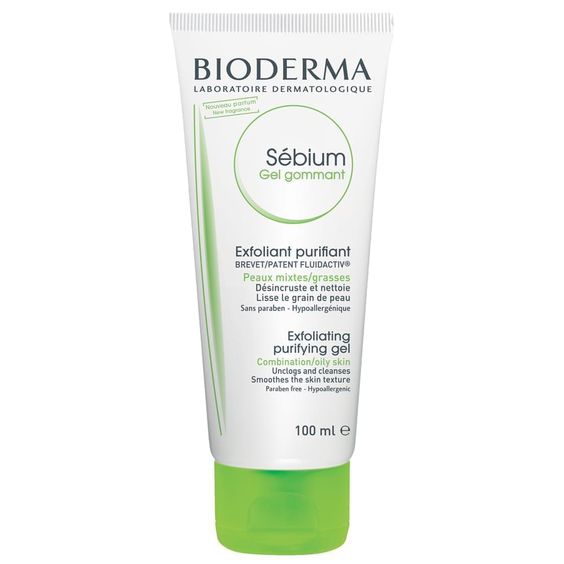 BIODERMA
LABORATOIRE DERMATOLOGIQUE
Nouveau parfum
New fragrance
Sébium
Gel gommant
Exfoliant purifiant
BREVET/PATENT FLUIDACTIV®
Peaux mixtes/grasses
Désincruste et nettoie
Lisse le grain de peau
Sans paraben - Hypoallergénique
Exfoliating
purifying gel
Combination/oily skin
Unclogs and cleanses
Smoothes the skin texture
Paraben free - Hypoallergenic
100 ml ℮